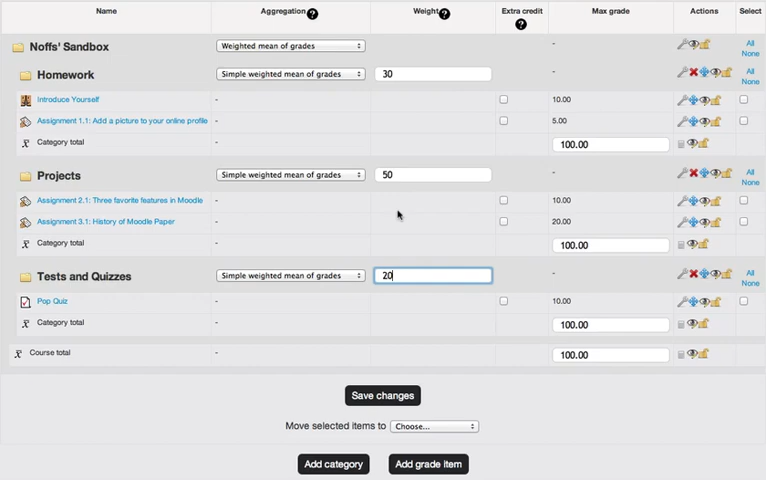 Name Aggregation Weight Extra credit Max grade Actions Select
Noffs' Sandbox Weighted mean of grades - All None
Homework Simple weighted mean of grades 30 - All None
Introduce Yourself - 10.00
Assignment 1.1: Add a picture to your online profile - 5.00
Category total - 100.00
Projects Simple weighted mean of grades 50 - All None
Assignment 2.1: Three favorite features in Moodle - 10.00
Assignment 3.1: History of Moodle Paper - 20.00
Category total - 100.00
Tests and Quizzes Simple weighted mean of grades 20 - All None
Pop Quiz - 10.00
Category total - 100.00
Course total - 100.00
Save changes
Move selected items to Choose...
Add category Add grade item